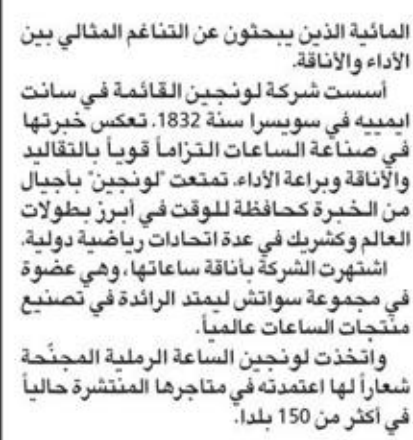 المائية الذين يبحثون عن التناغم المثالي بين
الأداء والأناقة.
أسست شركة لونجين القائمة في سانت
ايمييه في سويسرا سنة 1832. تعكس خبرتها
في صناعة الساعات التزاماً قوياً بالتقاليد
والأناقة وبراعة الأداء. تمتعت "لونجين" بأجيال
من الخبرة كحافظة للوقت في أبرز بطولات
العالم وكشريك في عدة اتحادات رياضية دولية.
اشتهرت الشركة بأناقة ساعاتها، وهي عضوة
في مجموعة سواتش ليمتد الرائدة في تصنيع
منتجات الساعات عالمياً.
واتخذت لونجين الساعة الرملية المجنّحة
شعاراً لها اعتمدته في متاجرها المنتشرة حالياً
في أكثر من 150 بلدا.